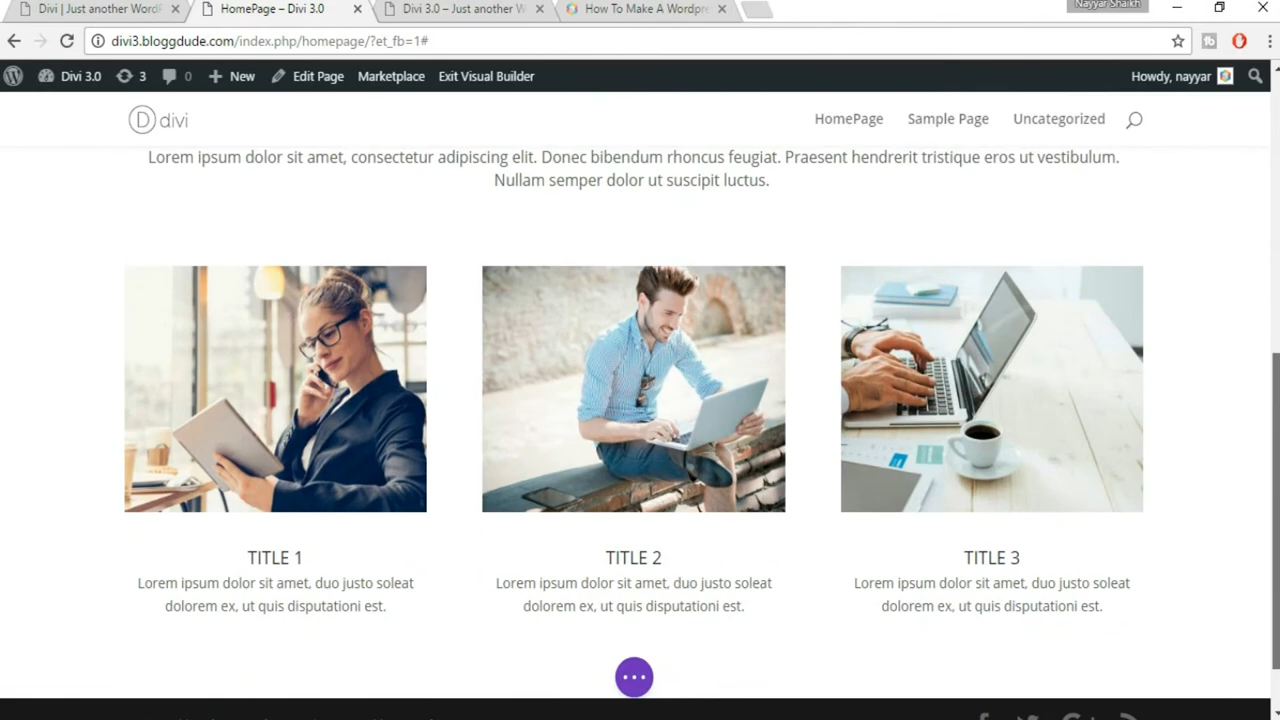 Nayyar Shaikh
Divi | Just another WordP
HomePage – Divi 3.0
Divi 3.0 – Just another W
How To Make A Wordpre
divi3.bloggdude.com/index.php/homepage/?et_fb=1#
Divi 3.0
3
0
New
Edit Page
Marketplace
Exit Visual Builder
Howdy, nayyar
D divi
HomePage
Sample Page
Uncategorized
Lorem ipsum dolor sit amet, consectetur adipiscing elit. Donec bibendum rhoncus feugiat. Praesent hendrerit tristique eros ut vestibulum.
Nullam semper dolor ut suscipit luctus.
TITLE 1
Lorem ipsum dolor sit amet, duo justo soleat
dolorem ex, ut quis disputationi est.
TITLE 2
Lorem ipsum dolor sit amet, duo justo soleat
dolorem ex, ut quis disputationi est.
TITLE 3
Lorem ipsum dolor sit amet, duo justo soleat
dolorem ex, ut quis disputationi est.